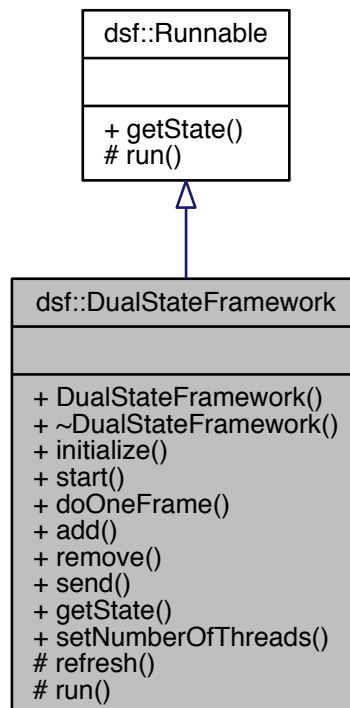 dsf::Runnable
+ getState()
# run()
dsf::DualStateFramework
+ DualStateFramework()
+ ~DualStateFramework()
+ initialize()
+ start()
+ doOneFrame()
+ add()
+ remove()
+ send()
+ getState()
+ setNumberOfThreads()
# refresh()
# run()